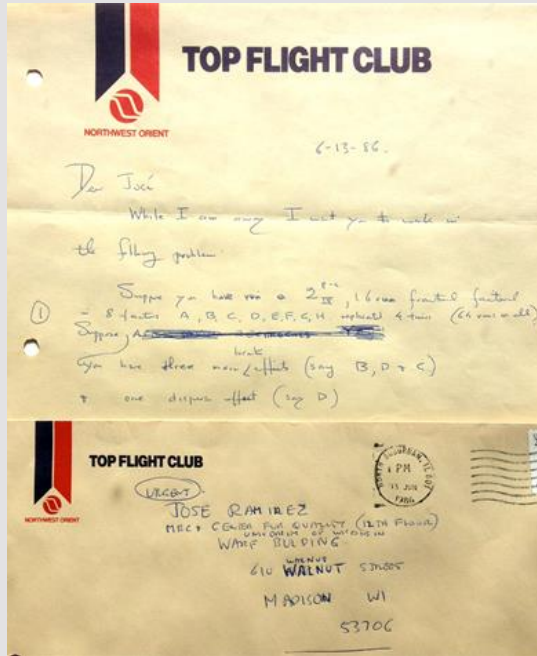 TOP FLIGHT CLUB
NORTHWEST ORIENT
6-13-86.
Dear José
While I am away I want you to work on
the problem.
Suppose you have run a 2 8-4 IV, 16 run fractional factorial
① in 8 factors A, B, C, D, E, F, G, H replicated 4 times (64 runs in all)
Suppose
you have three main location effects (say B, D + C)
+ one dispersion effect (say D)
TOP FLIGHT CLUB
NORTHWEST ORIENT
URGENT
JOSE RAMIREZ
CENTER FOR QUALITY (12TH FLOOR)
UNIVERSITY OF WISCONSIN
WARF BUILDING
WALNUT
610 WALNUT STREET
MADISON WI
53706
PM
JUN
1986